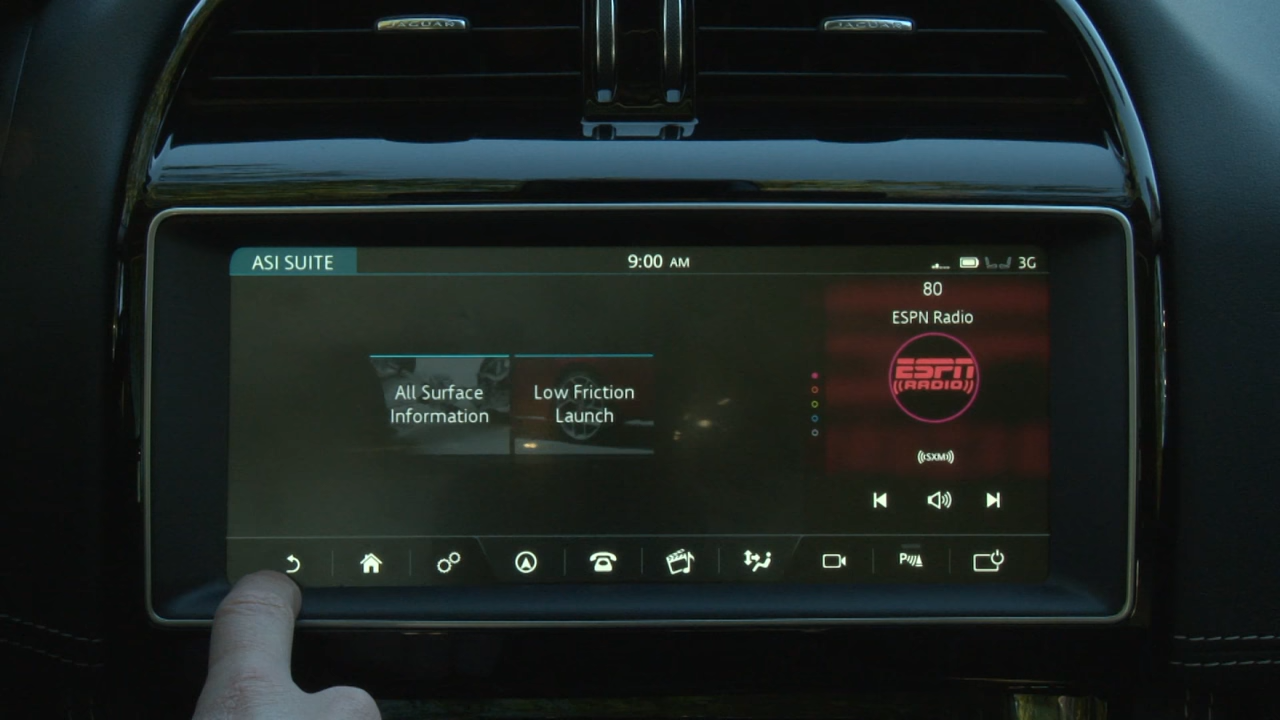 JAGUAR
JAGUAR
ASI SUITE
9:00 AM
3G
80
ESPN Radio
ESPN
RADIO
All Surface
Information
Low Friction
Launch
SXM
P